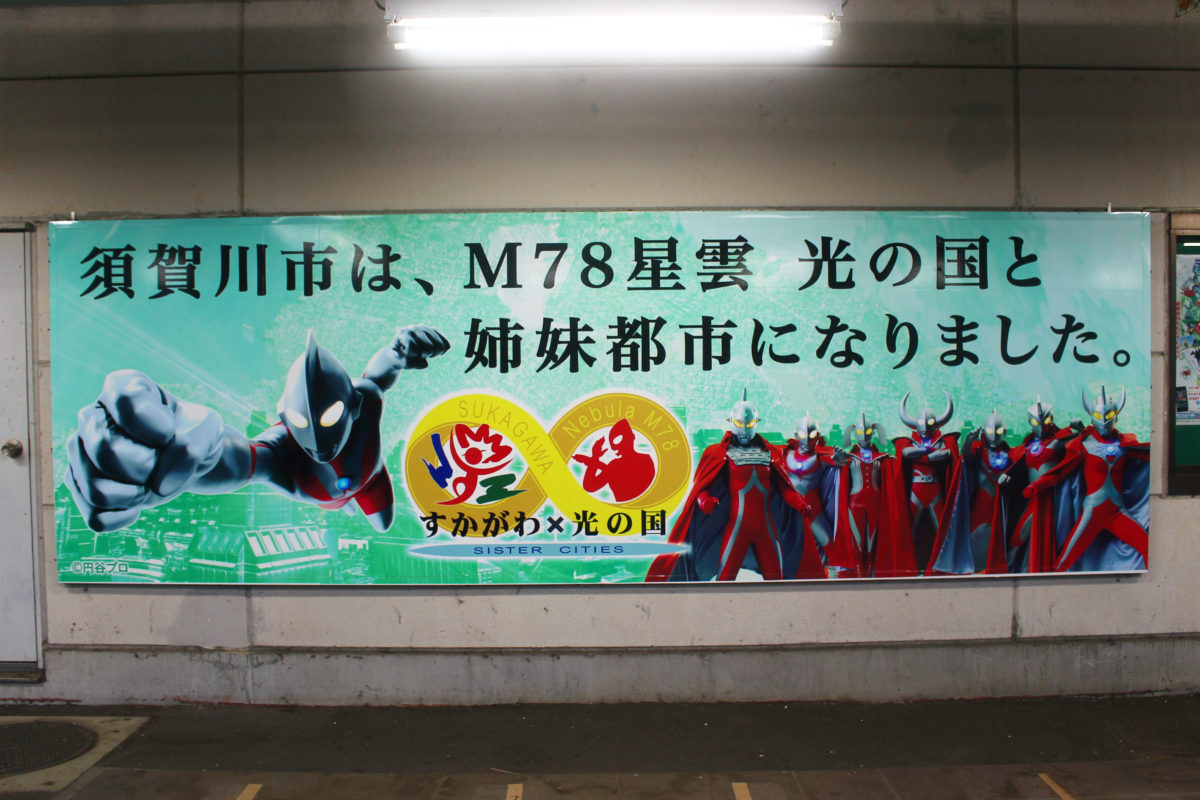 須賀川市は、M78星雲 光の国と
姉妹都市になりました。
SUKAGAWA
Nebula M78
すかがわ×光の国
SISTER CITIES
©円谷プロ